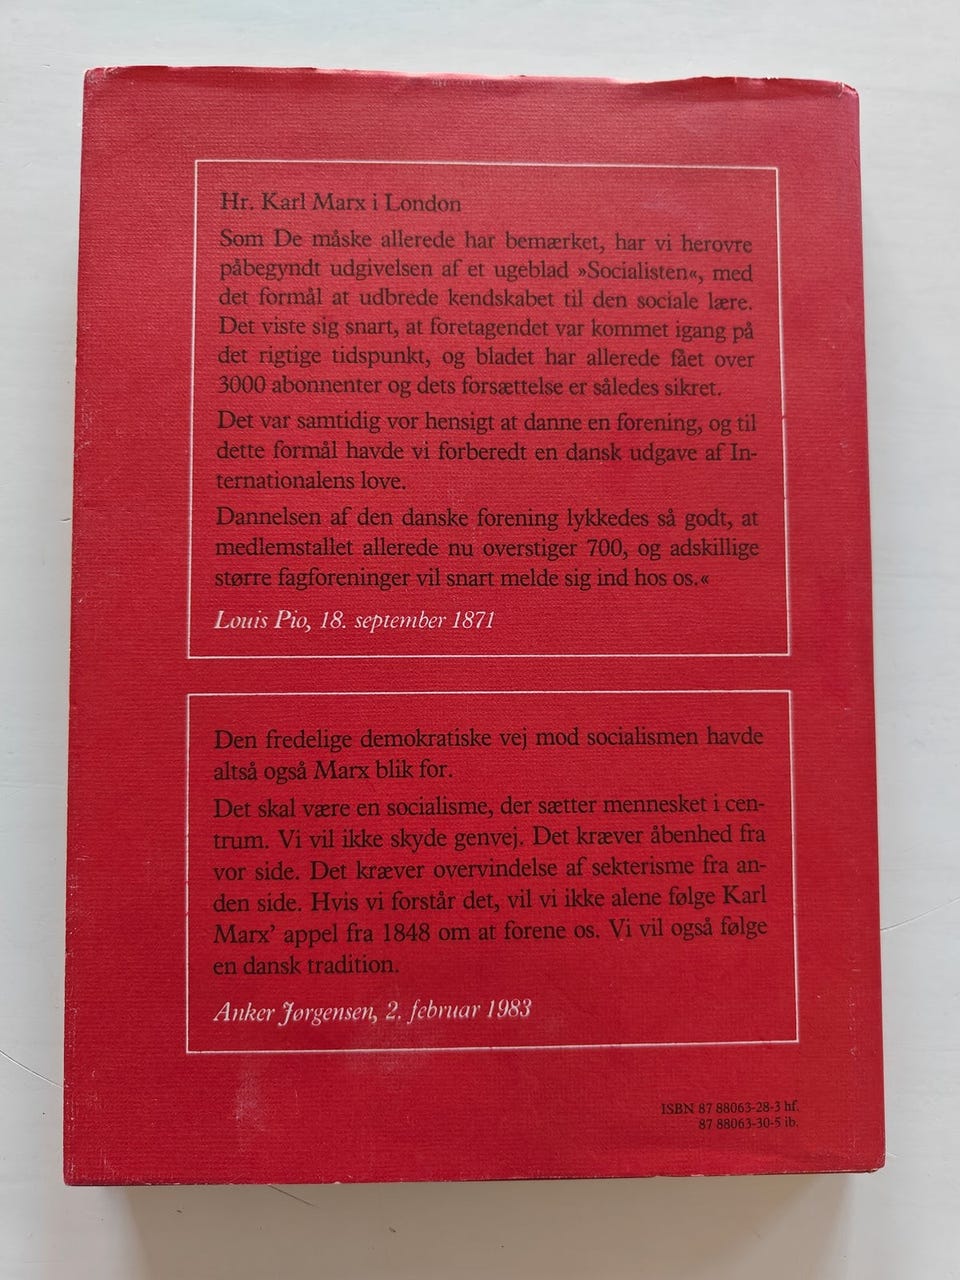 Hr. Karl Marx i London
Som De måske allerede har bemærket, har vi herovre
påbegyndt udgivelsen af et ugeblad »Socialisten«, med
det formål at udbrede kendskabet til den sociale lære.
Det viste sig snart, at foretagendet var kommet igang på
det rigtige tidspunkt, og bladet har allerede fået over
3000 abonnenter og dets forsættelse er således sikret.
Det var samtidig vor hensigt at danne en forening, og til
dette formål havde vi forberedt en dansk udgave af In-
ternationalens love.
Dannelsen af den danske forening lykkedes så godt, at
medlemstallet allerede nu overstiger 700, og adskillige
større fagforeninger vil snart melde sig ind hos os.«
Louis Pio, 18. september 1871
Den fredelige demokratiske vej mod socialismen havde
altså også Marx blik for.
Det skal være en socialisme, der sætter mennesket i cen-
trum. Vi vil ikke skyde genvej. Det kræver åbenhed fra
vor side. Det kræver overvindelse af sekterisme fra an-
den side. Hvis vi forstår det, vil vi ikke alene følge Karl
Marx’ appel fra 1848 om at forene os. Vi vil også følge
en dansk tradition.
Anker Jørgensen, 2. februar 1983
ISBN 87 88063-28-3 hf.
87 88063-30-5 ib.